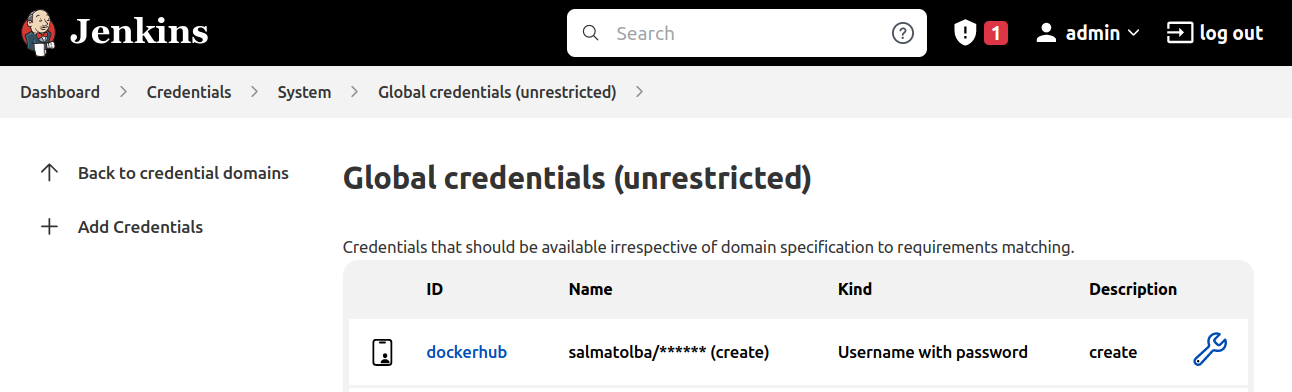 Jenkins
Search
?
1
admin
log out
Dashboard > Credentials > System > Global credentials (unrestricted) >
Back to credential domains
Add Credentials
Global credentials (unrestricted)
Credentials that should be available irrespective of domain specification to requirements matching.
ID Name Kind Description
dockerhub salmatolba/****** (create) Username with password create